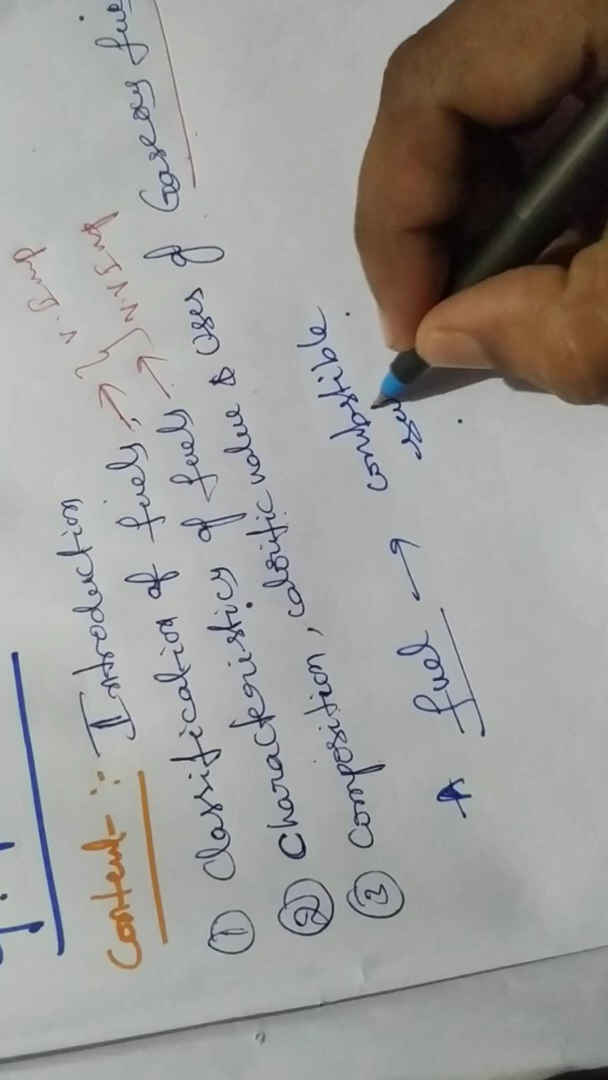 Content :- Introduction
① Classification of fuels → V. Imp
② Characteristics of fuels → V.V Imp
③ Composition, calorific value & uses of Gaseous
* fuel → combustible